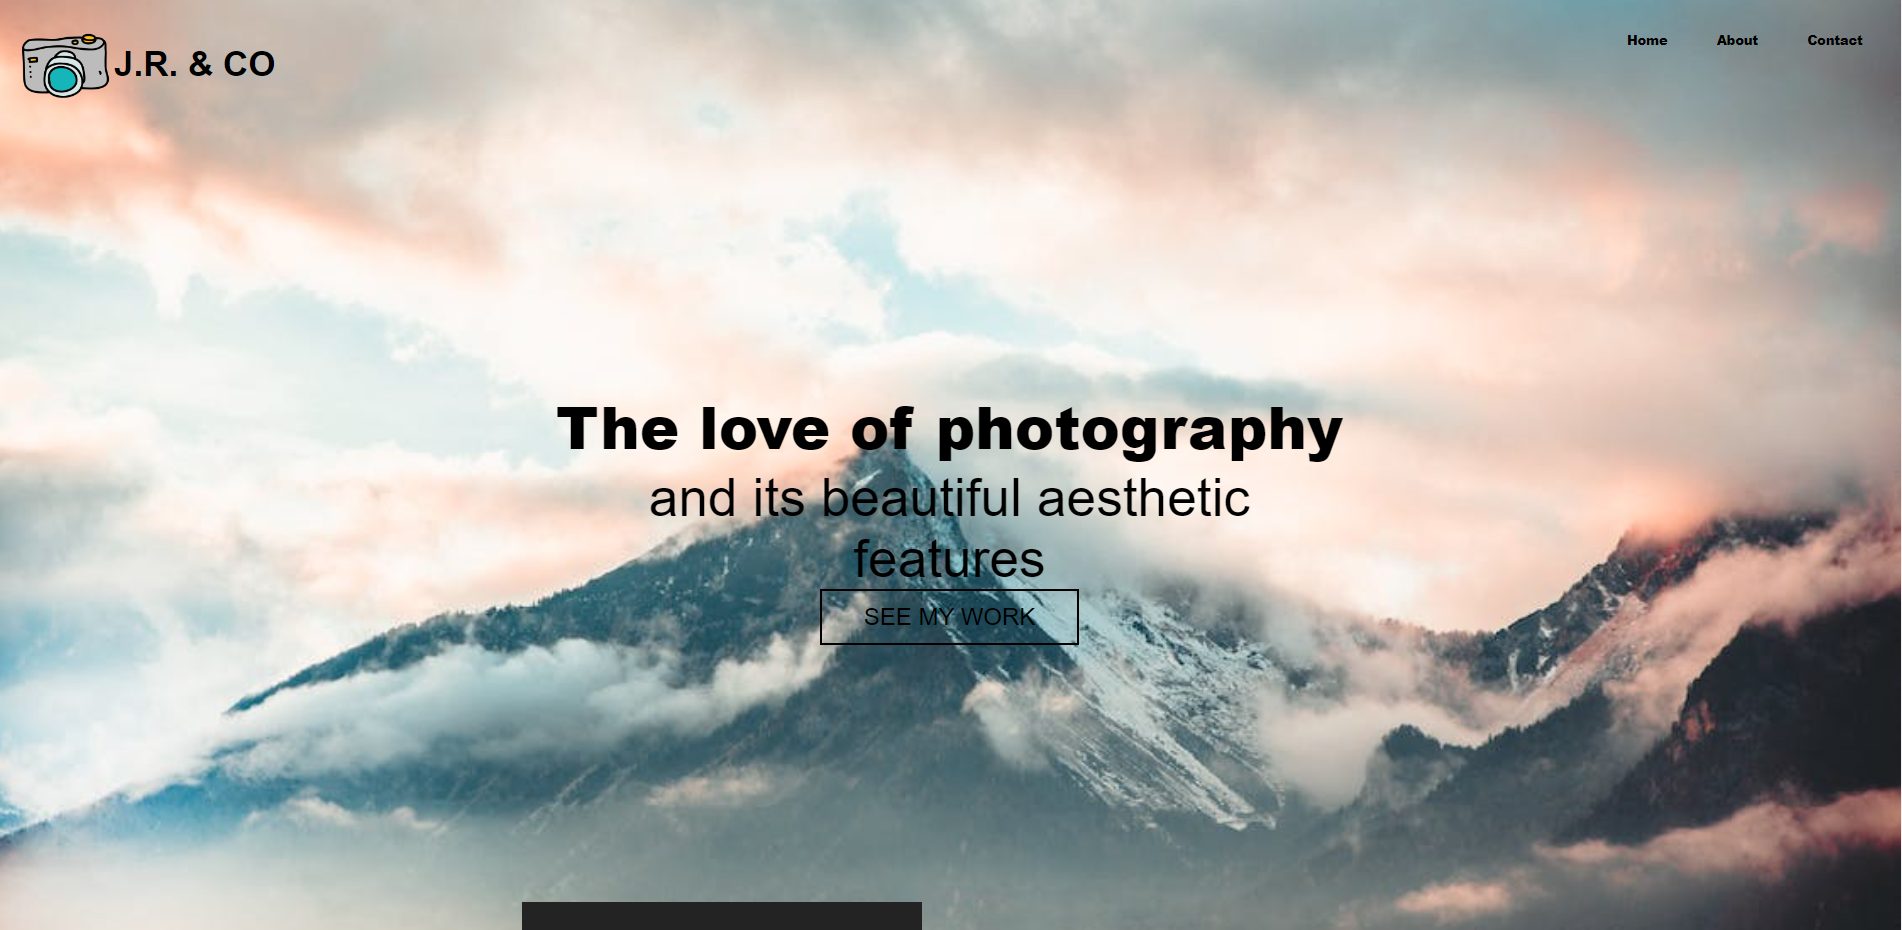 J.R. & CO
Home About Contact
The love of photography
and its beautiful aesthetic
features
SEE MY WORK